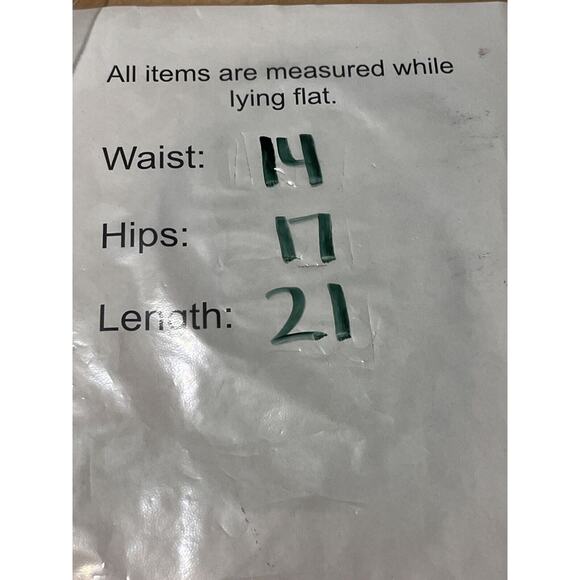 All items are measured while
lying flat.
Waist: 14
Hips: 17
Length: 21